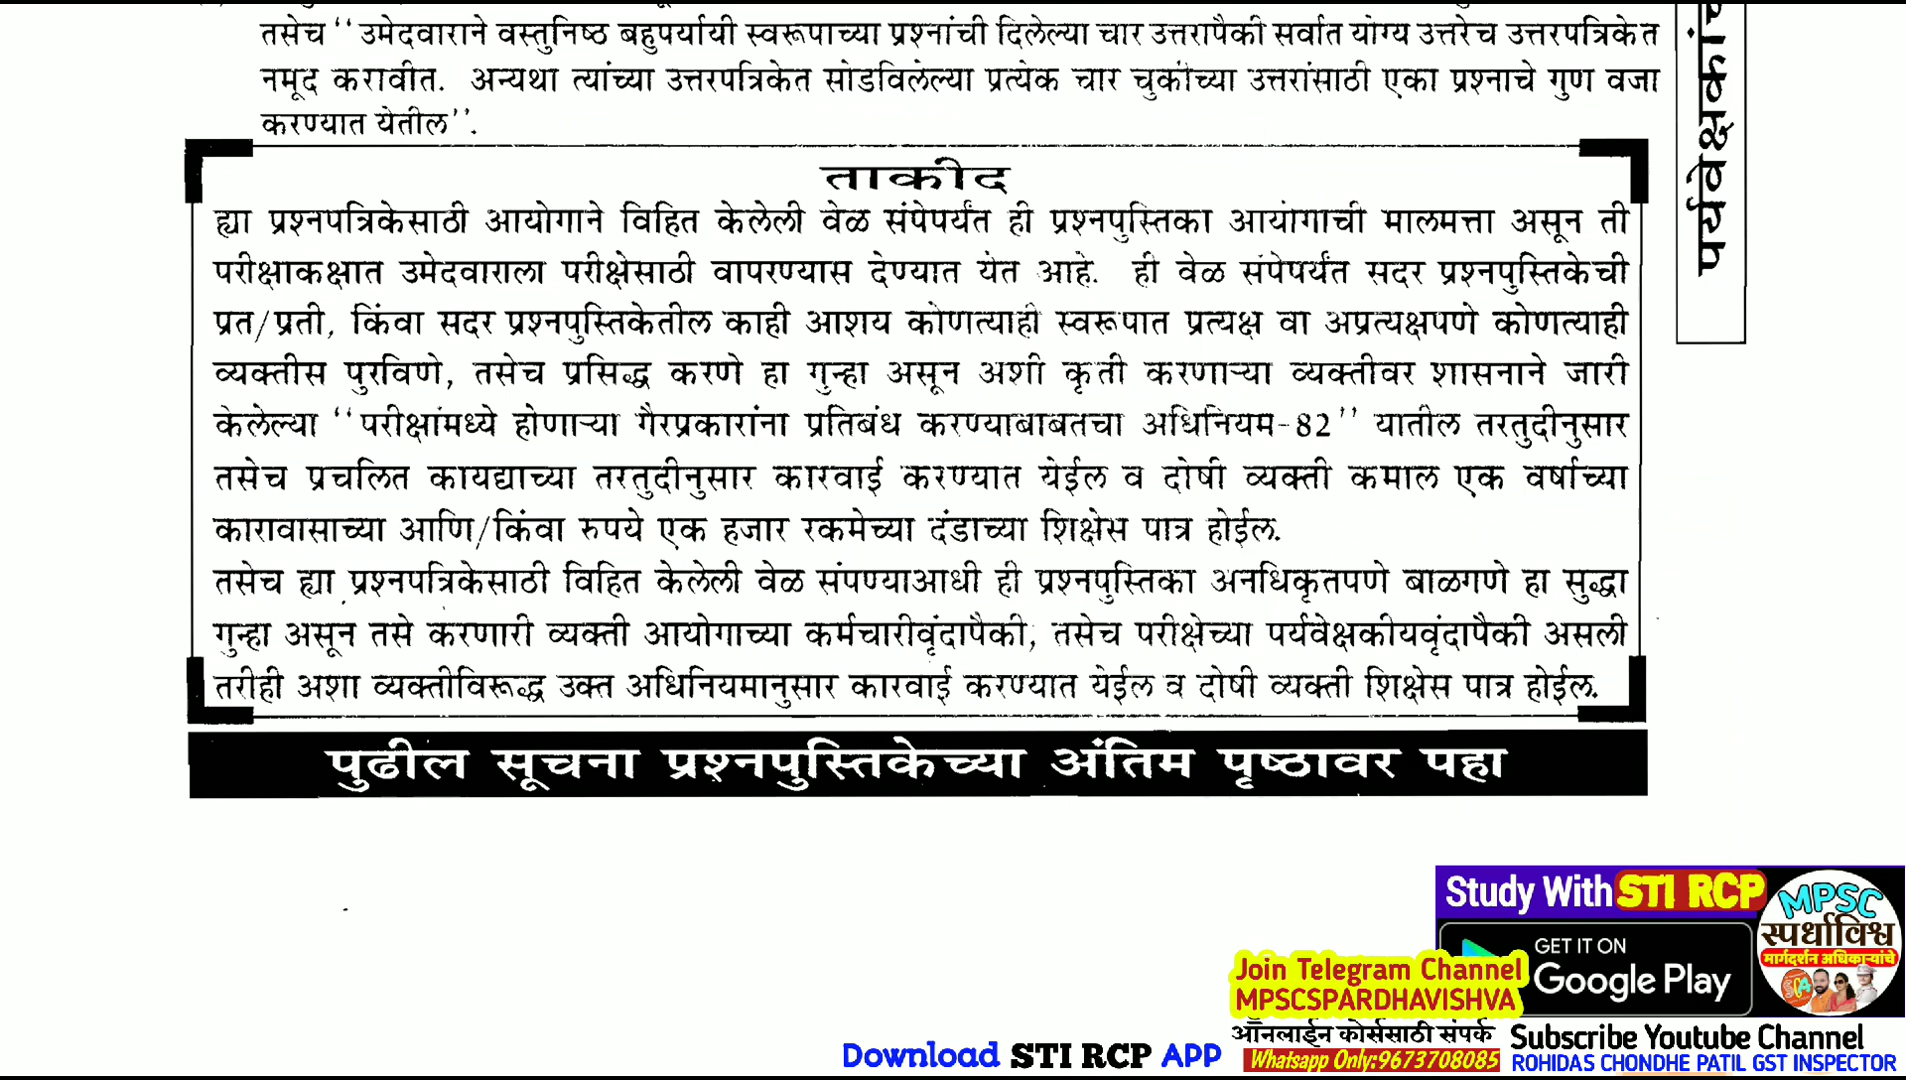 तसेच ‘‘उमेदवाराने वस्तुनिष्ठ बहुपर्यायी स्वरूपाच्या प्रश्नांची दिलेल्या चार उत्तरापैकी सर्वात योग्य उत्तरेच उत्तरपत्रिकेत
नमूद करावीत. अन्यथा त्यांच्या उत्तरपत्रिकेत सोडविलेल्या प्रत्येक चार चुकीच्या उत्तरांसाठी एका प्रश्नाचे गुण वजा
करण्यात येतील’’.
ताकीद
ह्या प्रश्नपत्रिकेसाठी आयोगाने विहित केलेली वेळ संपेपर्यंत ही प्रश्नपुस्तिका आयोगाची मालमत्ता असून ती
परीक्षाकक्षात उमेदवाराला परीक्षेसाठी वापरण्यास देण्यात येत आहे. ही वेळ संपेपर्यंत सदर प्रश्नपुस्तिकेची
प्रत/प्रती, किंवा सदर प्रश्नपुस्तिकेतील काही आशय कोणत्याही स्वरूपात प्रत्यक्ष वा अप्रत्यक्षपणे कोणत्याही
व्यक्तीस पुरविणे, तसेच प्रसिद्ध करणे हा गुन्हा असून अशी कृती करणाऱ्या व्यक्तीवर शासनाने जारी
केलेल्या ‘‘परीक्षांमध्ये होणाऱ्या गैरप्रकारांना प्रतिबंध करण्याबाबतचा अधिनियम-82’’ यातील तरतुदीनुसार
तसेच प्रचलित कायद्याच्या तरतुदीनुसार कारवाई करण्यात येईल व दोषी व्यक्ती कमाल एक वर्षाच्या
कारावासाच्या आणि/किंवा रुपये एक हजार रकमेच्या दंडाच्या शिक्षेस पात्र होईल.
तसेच ह्या प्रश्नपत्रिकेसाठी विहित केलेली वेळ संपण्याआधी ही प्रश्नपुस्तिका अनधिकृतपणे बाळगणे हा सुद्धा
गुन्हा असून तसे करणारी व्यक्ती आयोगाच्या कर्मचारीवृंदापैकी, तसेच परीक्षेच्या पर्यवेक्षकीयवृंदापैकी असली
तरीही अशा व्यक्तीविरूद्ध उक्त अधिनियमानुसार कारवाई करण्यात येईल व दोषी व्यक्ती शिक्षेस पात्र होईल.
पुढील सूचना प्रश्नपुस्तिकेच्या अंतिम पृष्ठावर पहा
पर्यवेक्षकां
Study With STI RCP
GET IT ON
Google Play
MPSC
स्पर्धाविश्व
मार्गदर्शन अधिकाऱ्यांचे
Join Telegram Channel
MPSCSPARDHAVISHVA
ऑनलाईन कोर्ससाठी संपर्क
Whatsapp Only:9673708085
Download STI RCP APP
Subscribe Youtube Channel
ROHIDAS CHONDHE PATIL GST INSPECTOR